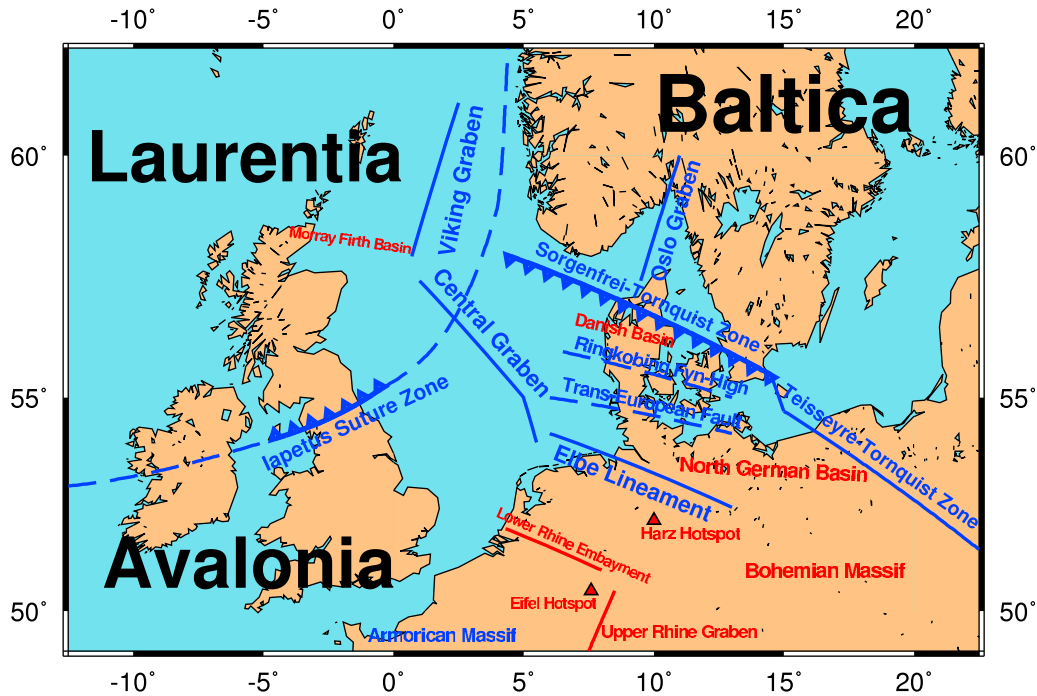 -10° -5° 0° 5° 10° 15° 20°
Baltica
Laurentia
60° 60°
Viking Graben
Oslo Graben
Morray Firth Basin
Sorgenfrei-Tornquist Zone
Central Graben
Danish Basin
Ringkobing Fyn-High
Trans-European Fault
55° 55°
Iapetus Suture Zone
Teisseyre-Tornquist Zone
Elbe Lineament
North German Basin
Lower Rhine Embayment
Harz Hotspot
Avalonia
Bohemian Massif
Eifel Hotspot
50° 50°
Armorican Massif
Upper Rhine Graben
-10° -5° 0° 5° 10° 15° 20°